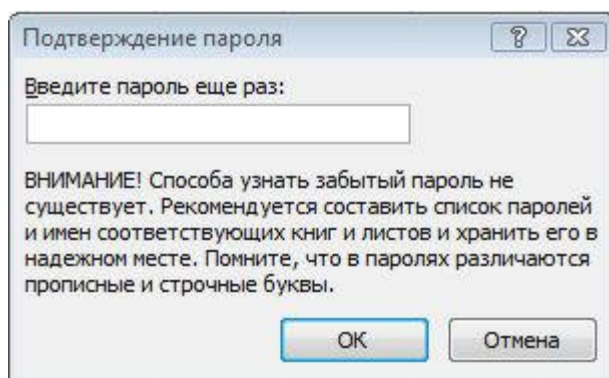 Подтверждение пароля
Введите пароль еще раз:
ВНИМАНИЕ! Способа узнать забытый пароль не
существует. Рекомендуется составить список паролей
и имен соответствующих книг и листов и хранить его в
надежном месте. Помните, что в паролях различаются
прописные и строчные буквы.
ОК
Отмена